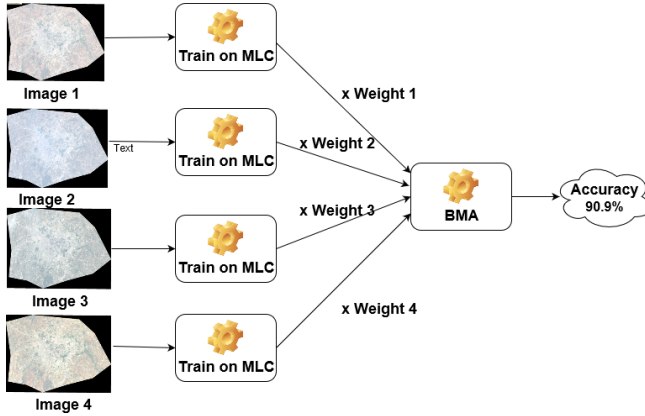 Train on MLC
Image 1
x Weight 1
Text
Train on MLC
x Weight 2
Image 2
BMA
Accuracy
90.9%
x Weight 3
Train on MLC
Image 3
x Weight 4
Train on MLC
Image 4